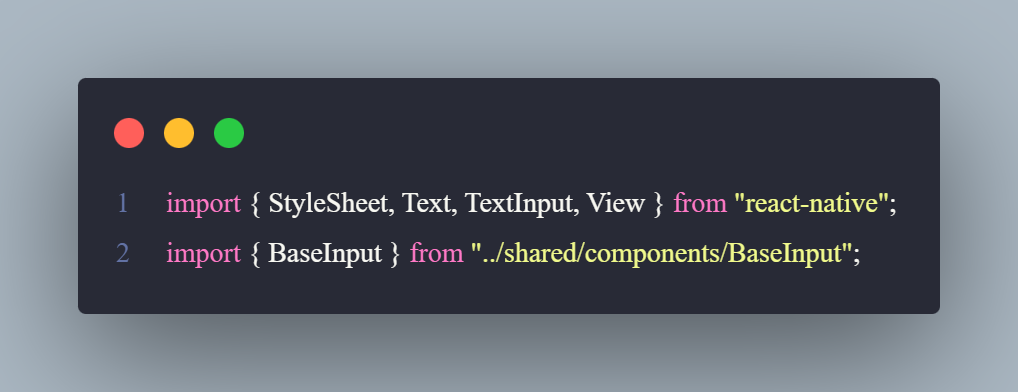 1 import { StyleSheet, Text, TextInput, View } from "react-native";
2 import { BaseInput } from "../shared/components/BaseInput";